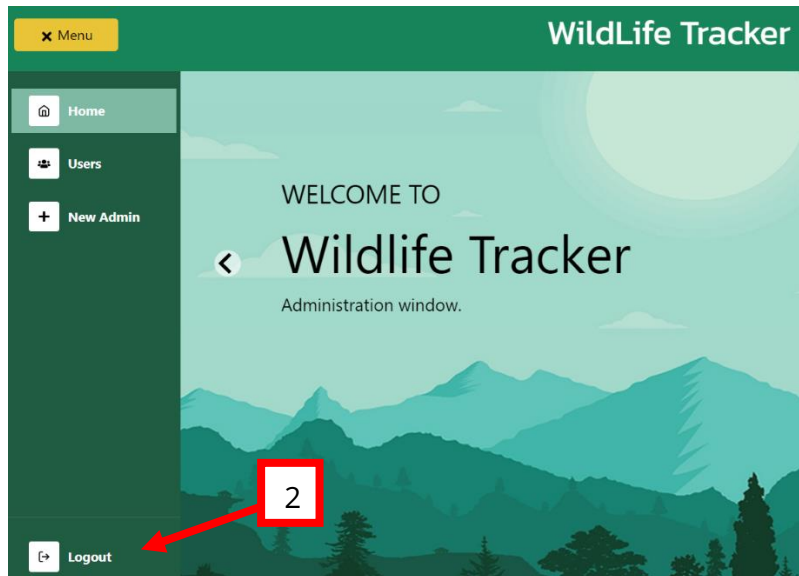 Menu
WildLife Tracker
Home
Users
New Admin
WELCOME TO
Wildlife Tracker
Administration window.
2
Logout